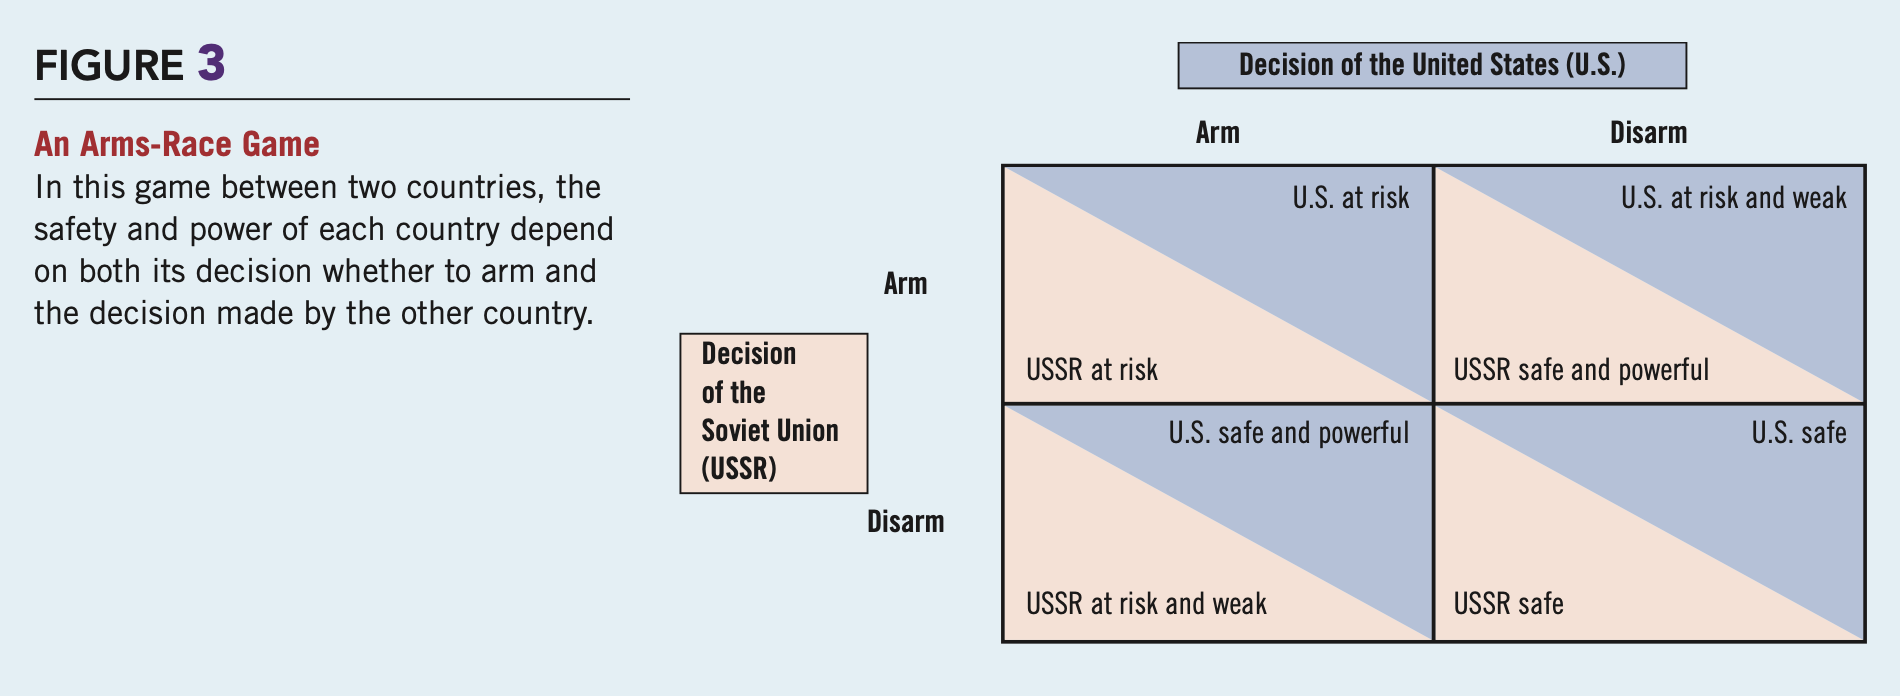 FIGURE 3
An Arms-Race Game
In this game between two countries, the
safety and power of each country depend
on both its decision whether to arm and
the decision made by the other country.
Decision of the United States (U.S.)
Arm
Disarm
Decision
of the
Soviet Union
(USSR)
Arm
U.S. at risk
USSR at risk
U.S. at risk and weak
USSR safe and powerful
Disarm
U.S. safe and powerful
USSR at risk and weak
U.S. safe
USSR safe